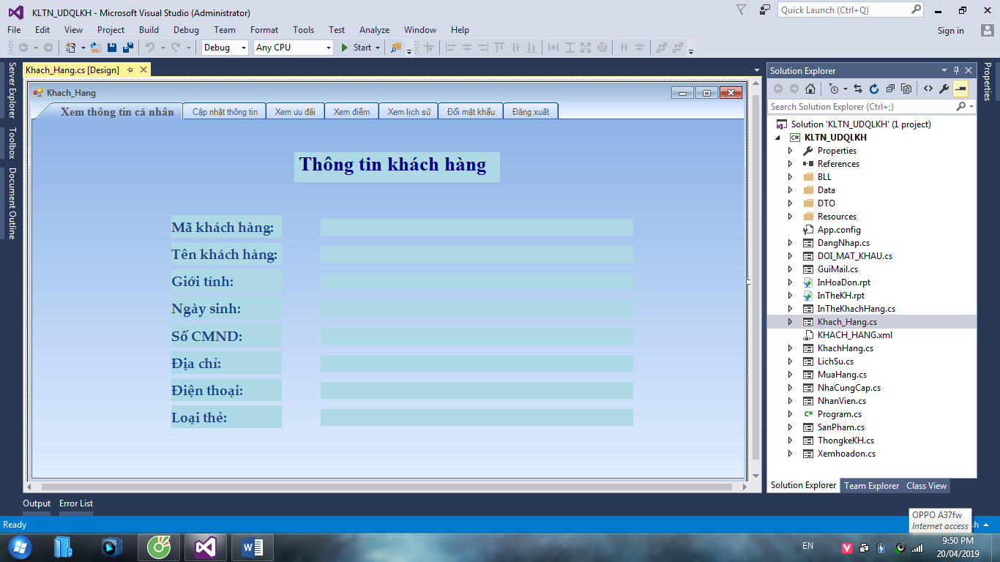 KLTN_UDQLKH - Microsoft Visual Studio (Administrator)
Quick Launch (Ctrl+Q)
File Edit View Project Build Debug Team Format Tools Test Analyze Window Help
Sign in
Debug Any CPU Start
Server Explorer
Toolbox
Document Outline
Khach_Hang.cs [Design]
Khach_Hang
Xem thông tin cá nhân Cập nhật thông tin Xem ưu đãi Xem điểm Xem lịch sử Đổi mật khẩu Đăng xuất
Thông tin khách hàng
Mã khách hàng:
Tên khách hàng:
Giới tính:
Ngày sinh:
Số CMND:
Địa chỉ:
Điện thoại:
Loại thẻ:
Solution Explorer
Search Solution Explorer (Ctrl+;)
Solution 'KLTN_UDQLKH' (1 project)
KLTN_UDQLKH
Properties
References
BLL
Data
DTO
Resources
App.config
DangNhap.cs
DOI_MAT_KHAU.cs
GuiMail.cs
InHoaDon.rpt
InTheKH.rpt
InTheKhachHang.cs
Khach_Hang.cs
KHACH_HANG.xml
KhachHang.cs
LichSu.cs
MuaHang.cs
NhaCungCap.cs
NhanVien.cs
Program.cs
SanPham.cs
ThongkeKH.cs
Xemhoadon.cs
Solution Explorer Team Explorer Class View
Properties
Output Error List
Ready
OPPO A37fw
Internet access
EN
9:50 PM
20/04/2019